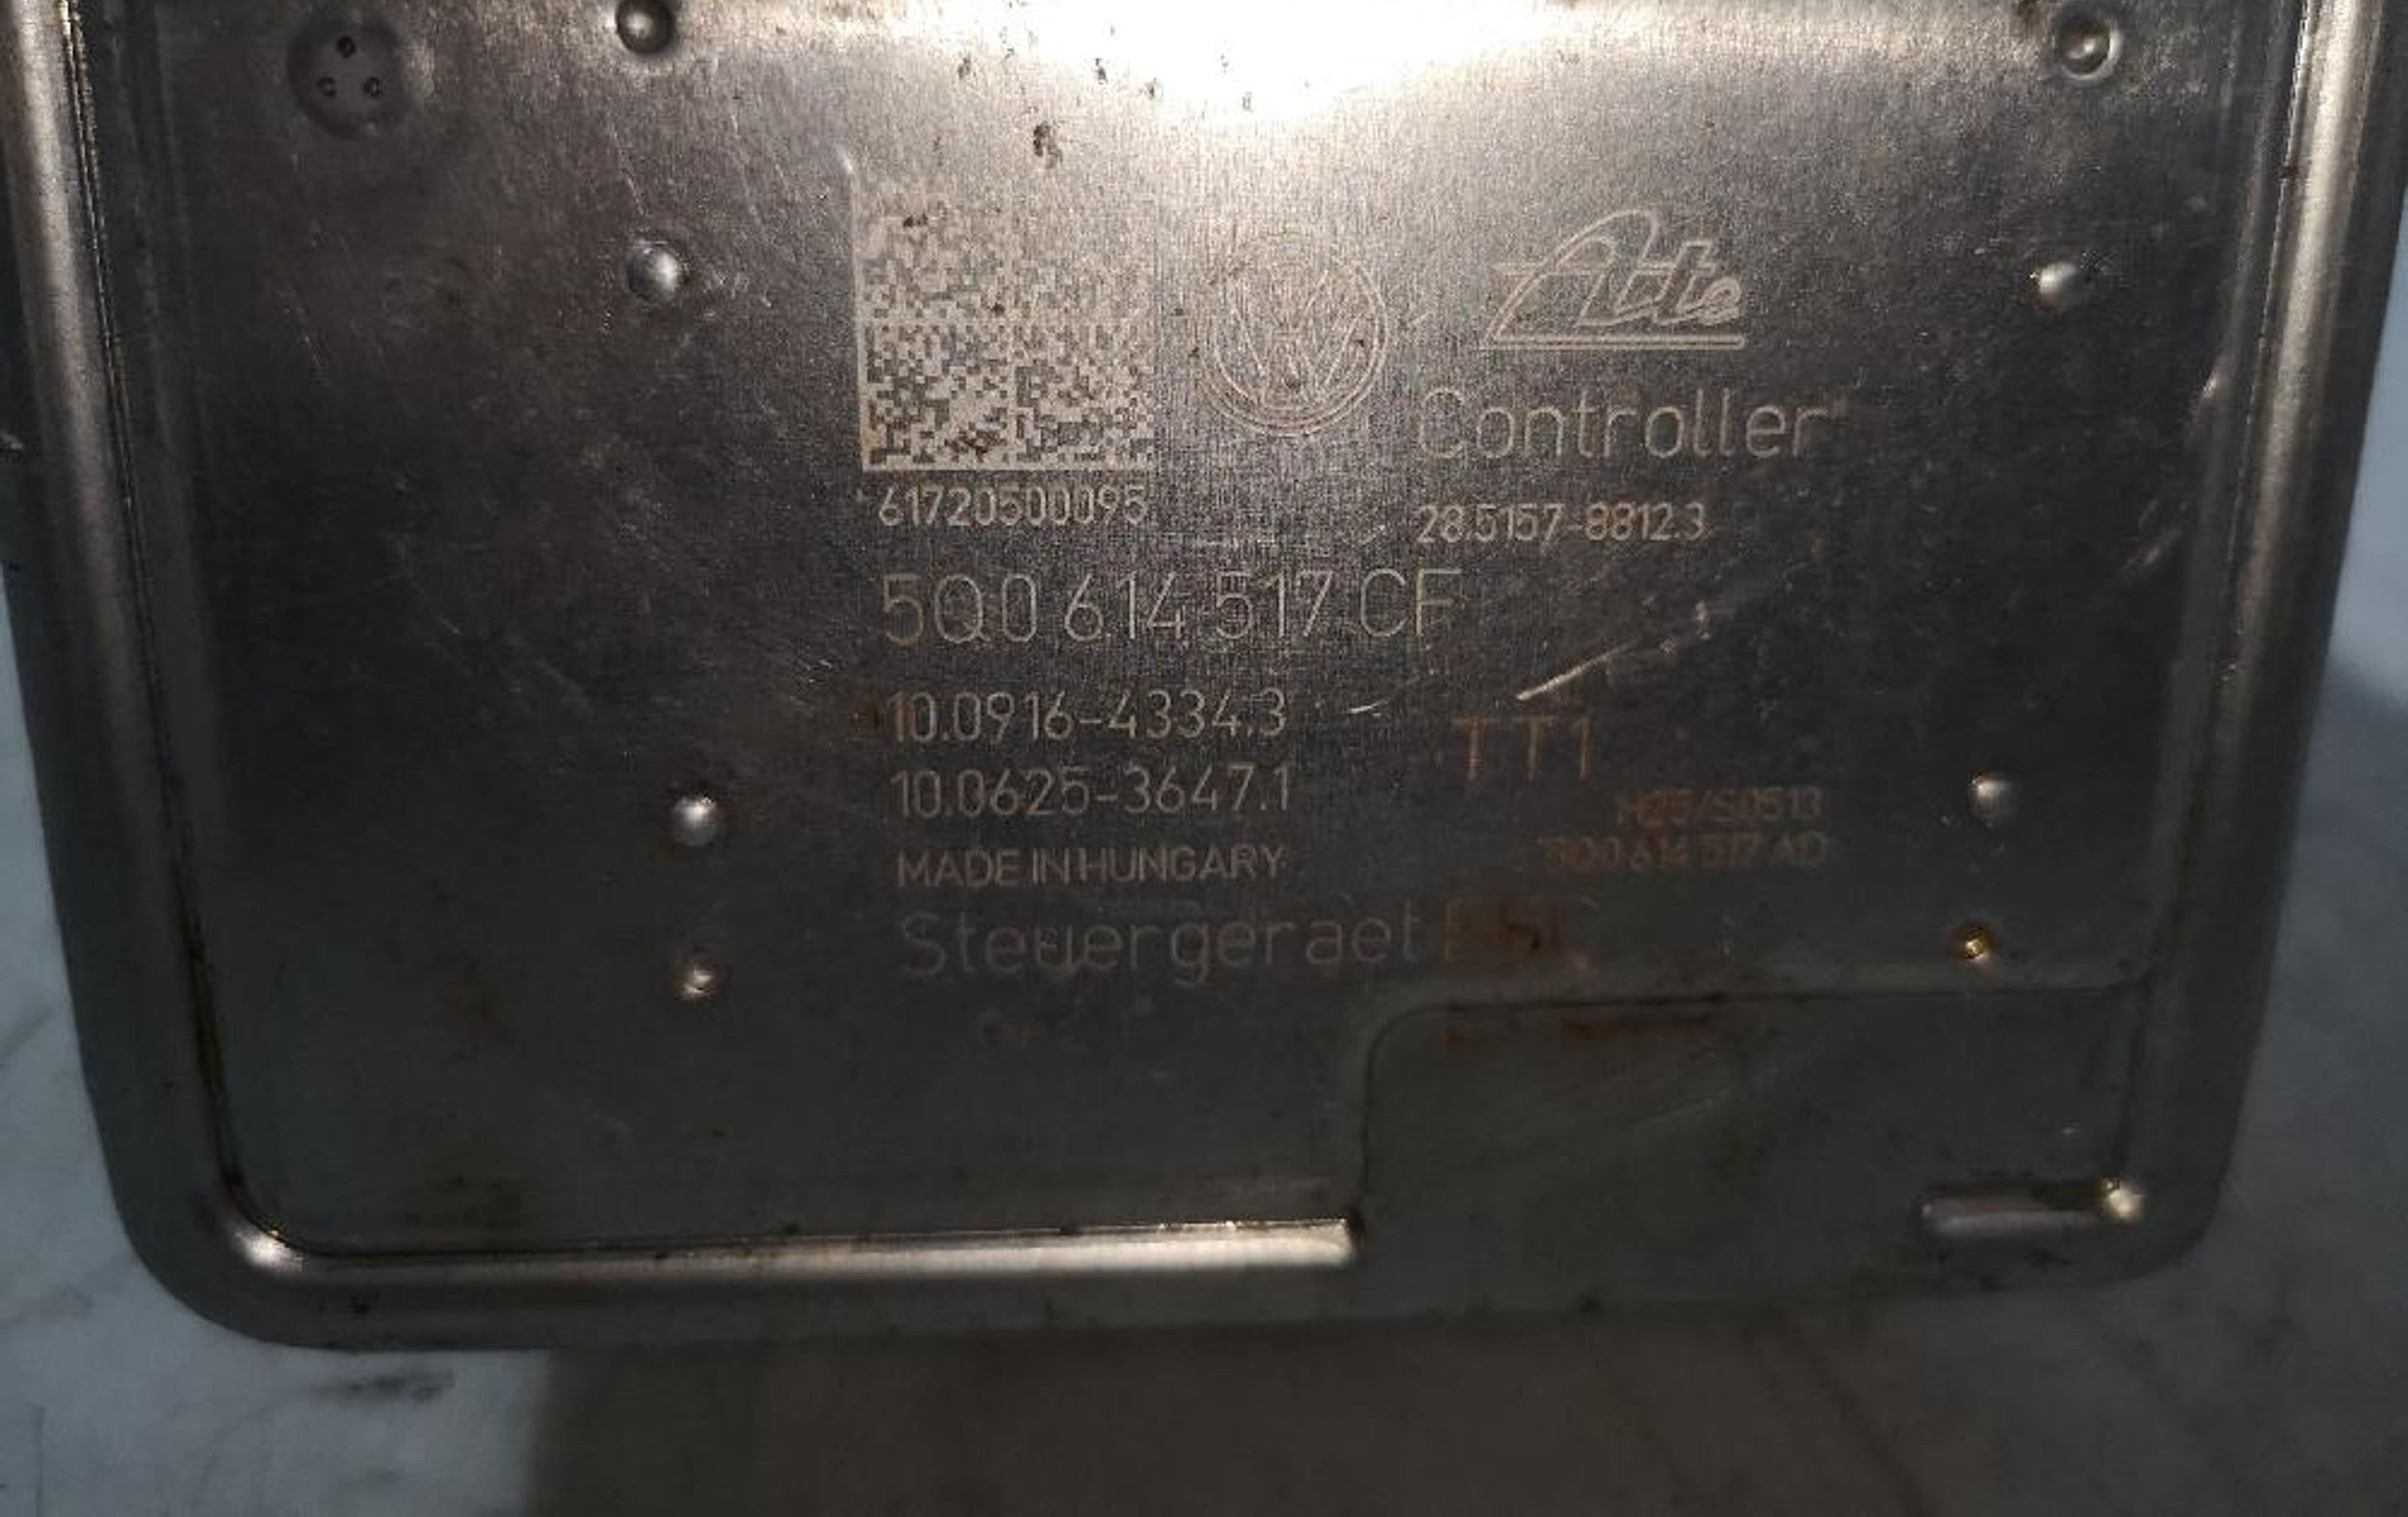 Ate
Controller
61720500095
28.5157-8812.3
5Q0 614 517 CF
10.0916-4334.3
TT1
10.0625-3647.1
H25/S0513
5Q0 614 517 AD
MADE IN HUNGARY
Steuergeraet